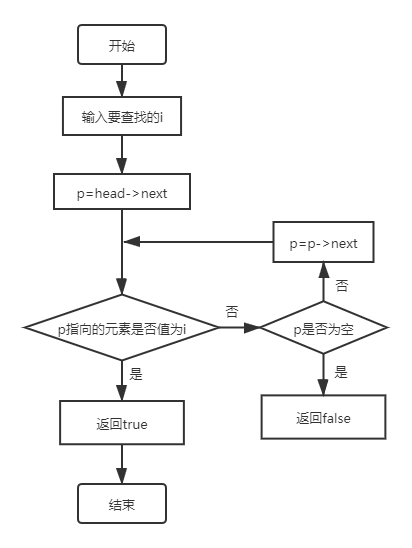 开始
输入要查找的i
p=head->next
p=p->next
否
否
p指向的元素是否值为i
p是否为空
是
是
返回true
返回false
结束